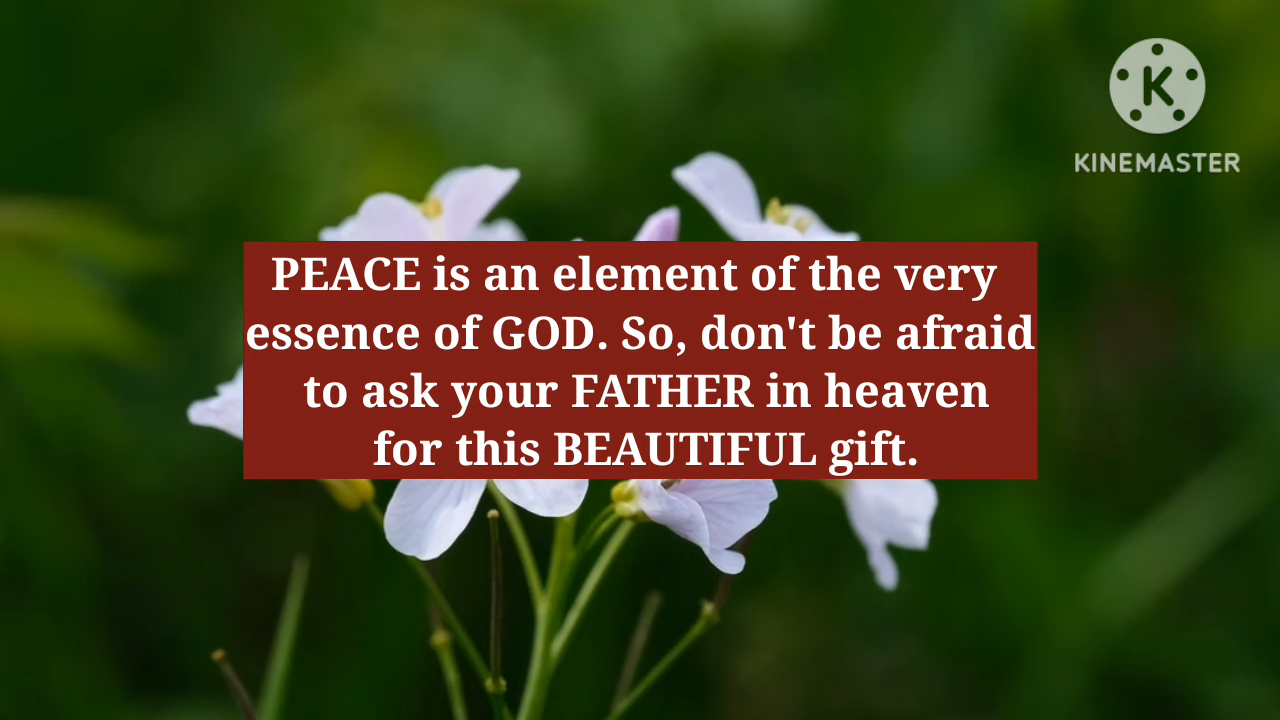 K
KINEMASTER
PEACE is an element of the very
essence of GOD. So, don't be afraid
to ask your FATHER in heaven
for this BEAUTIFUL gift.